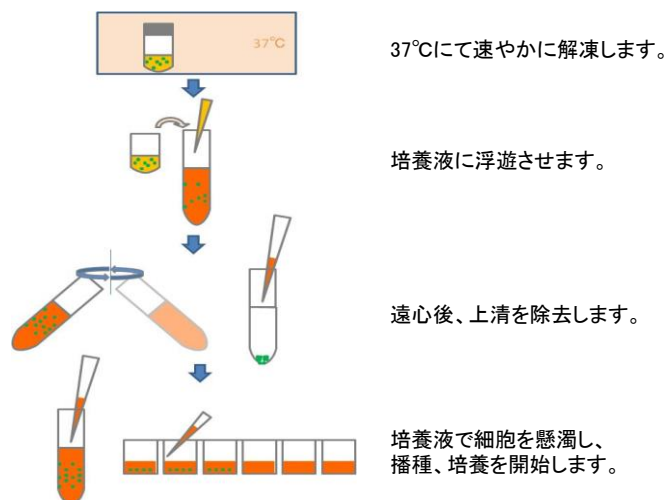 37℃
37℃にて速やかに解凍します。
培養液に浮遊させます。
遠心後、上清を除去します。
培養液で細胞を懸濁し、
播種、培養を開始します。